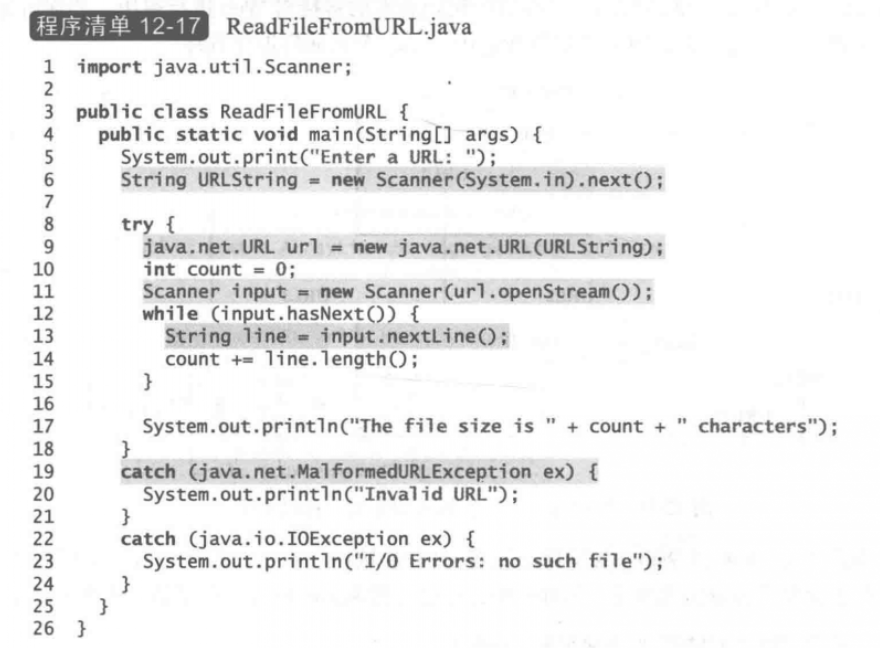 程序清单 12-17 ReadFileFromURL.java
1 import java.util.Scanner;
2
3 public class ReadFileFromURL {
4   public static void main(String[] args) {
5     System.out.print("Enter a URL: ");
6     String URLString = new Scanner(System.in).next();
7
8     try {
9       java.net.URL url = new java.net.URL(URLString);
10       int count = 0;
11       Scanner input = new Scanner(url.openStream());
12       while (input.hasNext()) {
13         String line = input.nextLine();
14         count += line.length();
15       }
16
17       System.out.println("The file size is " + count + " characters");
18     }
19     catch (java.net.MalformedURLException ex) {
20       System.out.println("Invalid URL");
21     }
22     catch (java.io.IOException ex) {
23       System.out.println("I/O Errors: no such file");
24     }
25   }
26 }